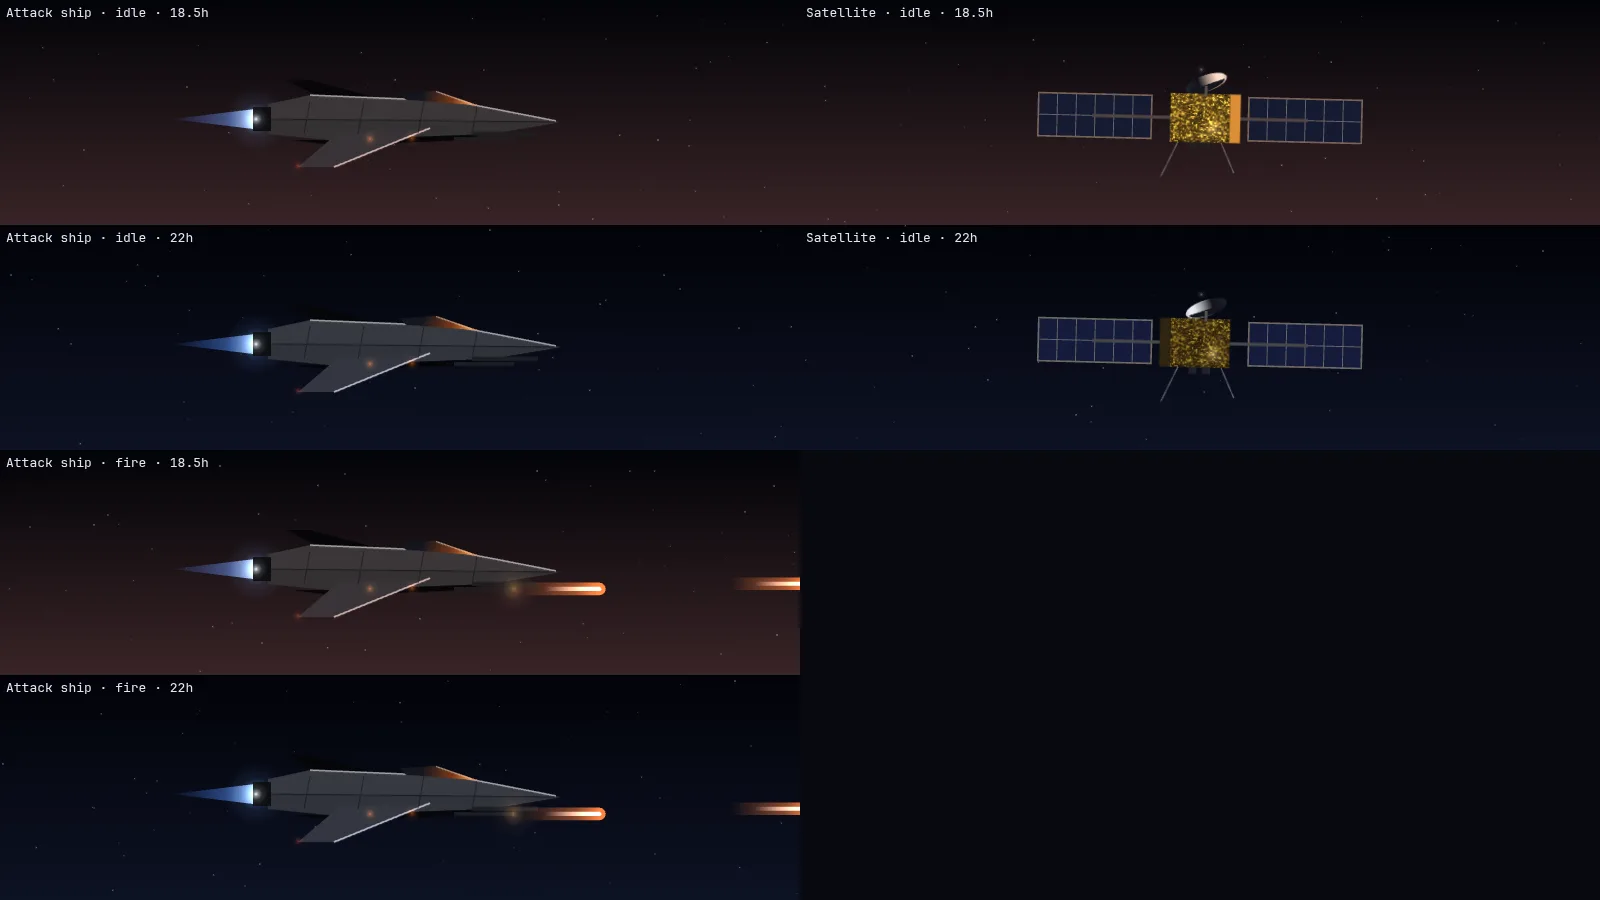 Attack ship · idle · 18.5h
Satellite · idle · 18.5h
Attack ship · idle · 22h
Satellite · idle · 22h
Attack ship · fire · 18.5h
Attack ship · fire · 22h